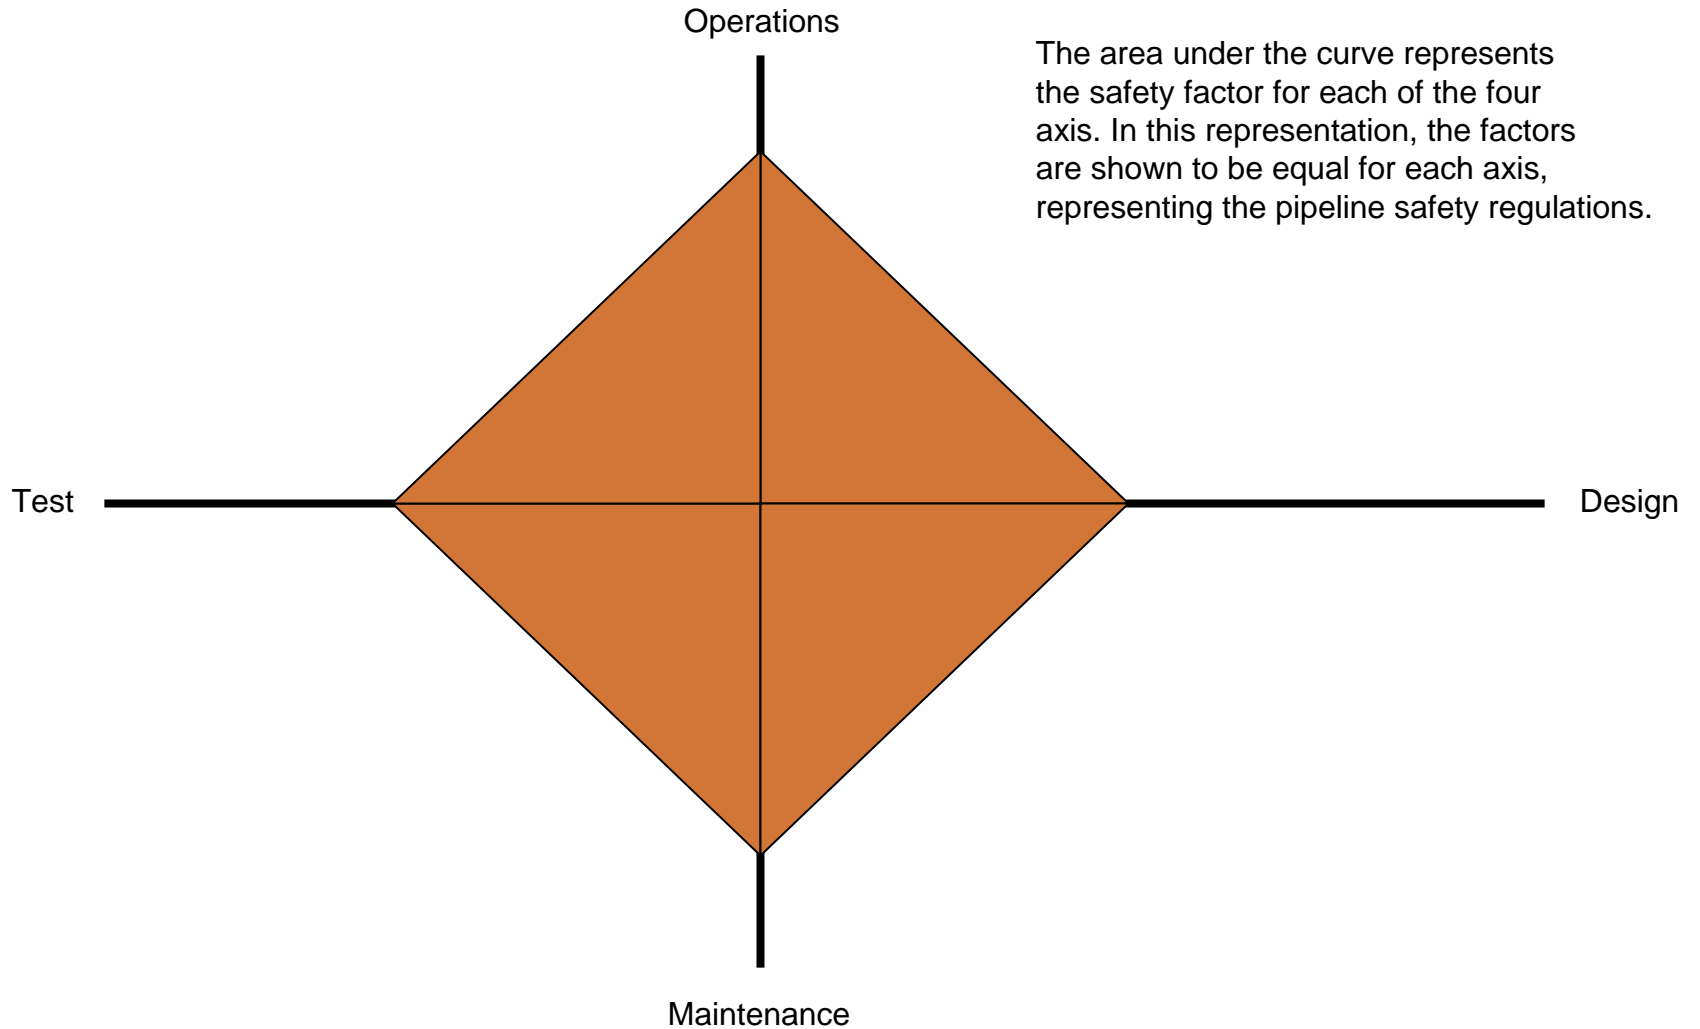 Operations
The area under the curve represents
the safety factor for each of the four
axis. In this representation, the factors
are shown to be equal for each axis,
representing the pipeline safety regulations.
Test
Design
Maintenance